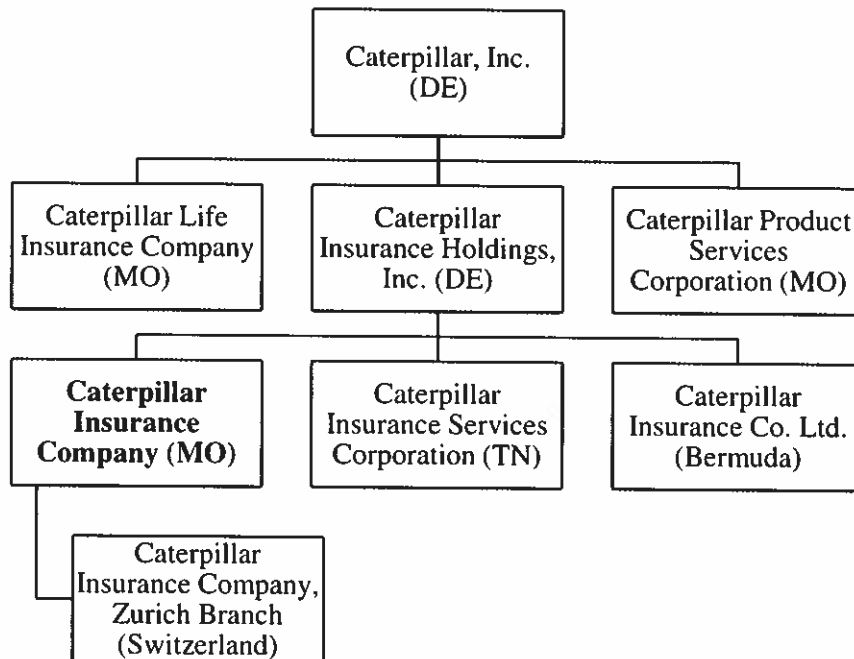 Caterpillar, Inc.
(DE)
Caterpillar Life
Insurance Company
(MO)
Caterpillar
Insurance Holdings,
Inc. (DE)
Caterpillar Product
Services
Corporation (MO)
Caterpillar
Insurance
Company (MO)
Caterpillar
Insurance Services
Corporation (TN)
Caterpillar
Insurance Co. Ltd.
(Bermuda)
Caterpillar
Insurance Company,
Zurich Branch
(Switzerland)